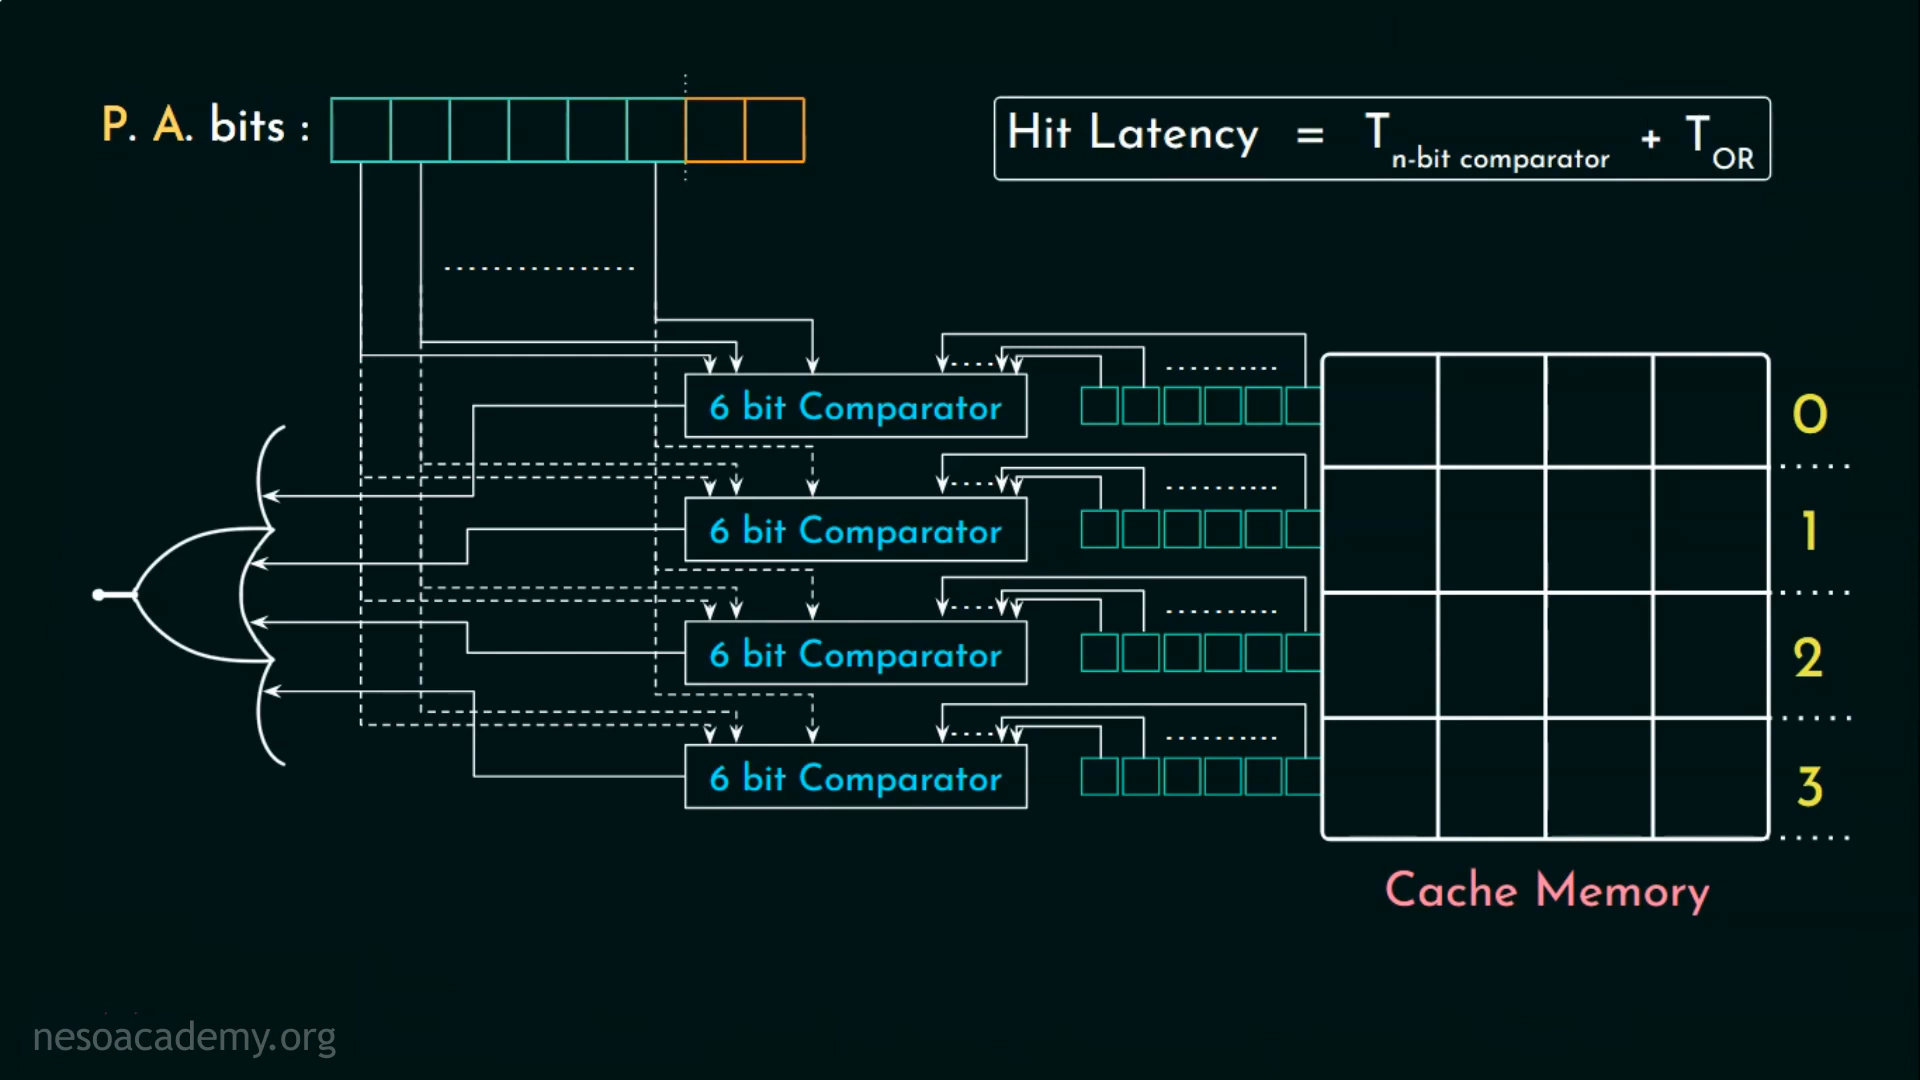 P. A. bits :
Hit Latency = T n-bit comparator + T OR
6 bit Comparator
0
6 bit Comparator
1
6 bit Comparator
2
6 bit Comparator
3
Cache Memory
nesoacademy.org